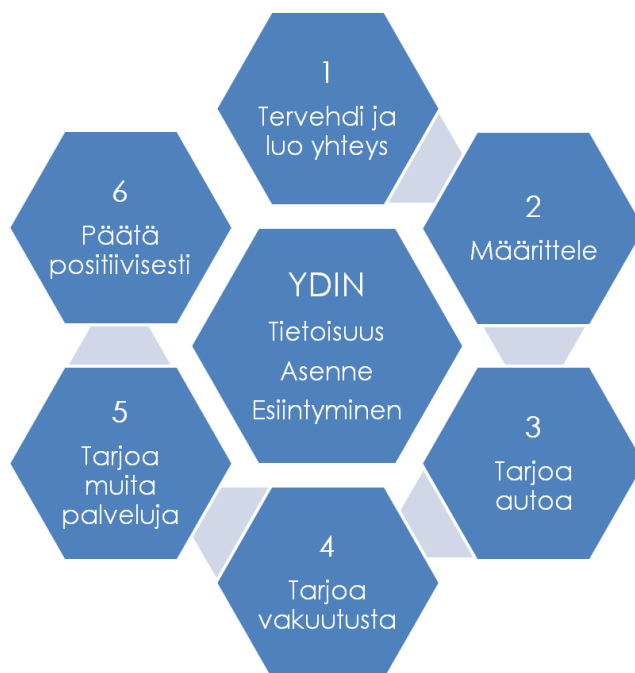 1
Tervehdi ja
luo yhteys
2
Määrittele
3
Tarjoa
autoa
4
Tarjoa
vakuutusta
5
Tarjoa
muita
palveluja
6
Päätä
positiivisesti
YDIN
Tietoisuus
Asenne
Esiintyminen